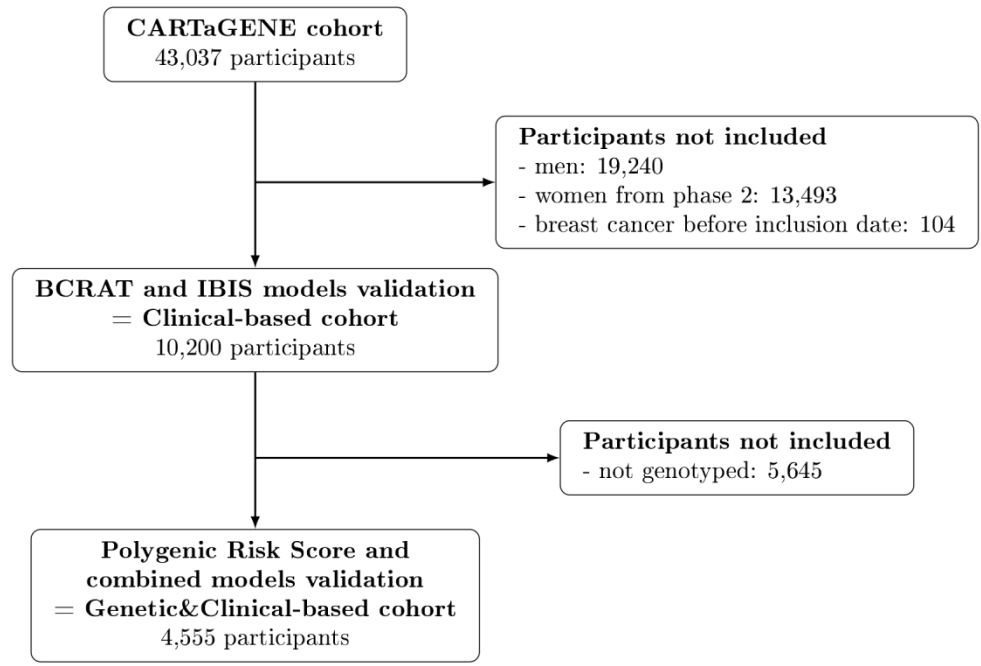 CARTaGENE cohort
43,037 participants
Participants not included
- men: 19,240
- women from phase 2: 13,493
- breast cancer before inclusion date: 104
BCRAT and IBIS models validation
= Clinical-based cohort
10,200 participants
Participants not included
- not genotyped: 5,645
Polygenic Risk Score and
combined models validation
= Genetic&Clinical-based cohort
4,555 participants